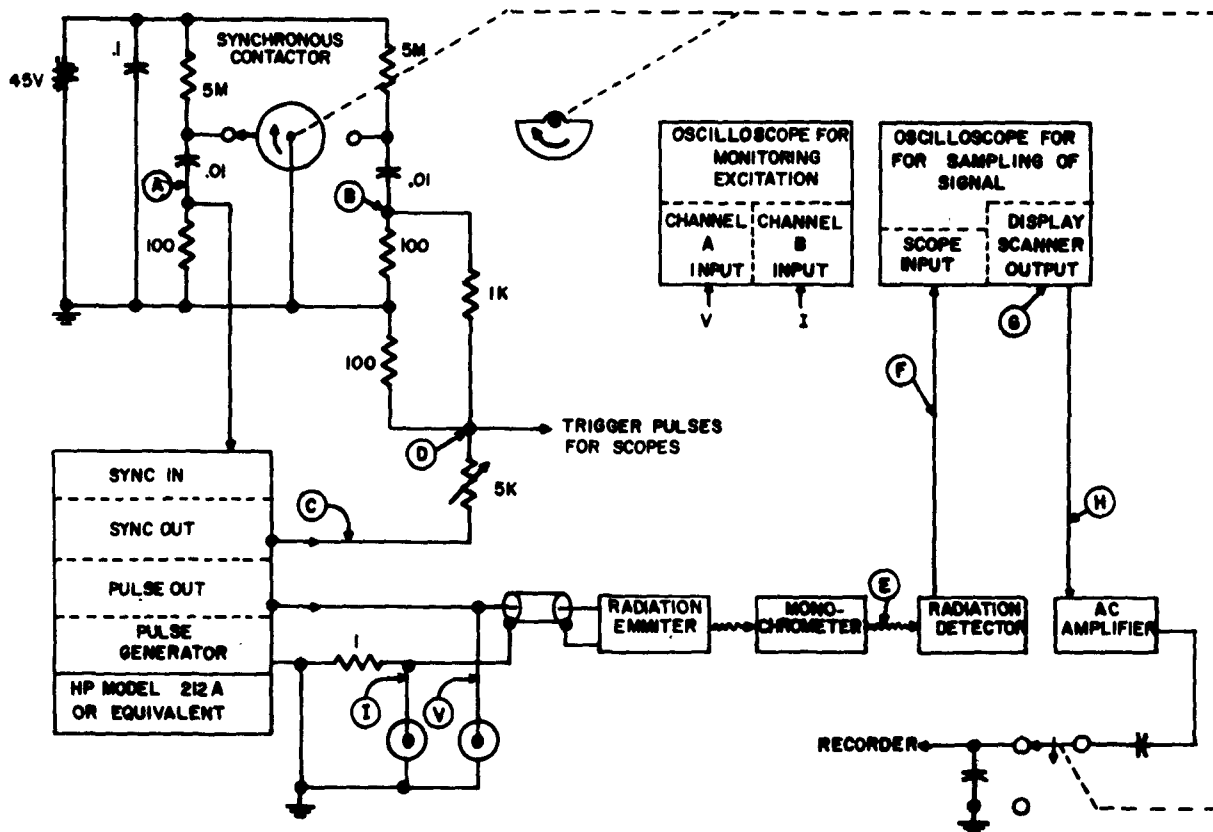 45V
.1
5M
SYNCHRONOUS
CONTACTOR
5M
A
.01
100
B
.01
100
1K
100
D
TRIGGER PULSES
FOR SCOPES
5K
OSCILLOSCOPE FOR
MONITORING
EXCITATION
CHANNEL
A
INPUT
CHANNEL
B
INPUT
V
I
OSCILLOSCOPE FOR
FOR SAMPLING OF
SIGNAL
SCOPE
INPUT
DISPLAY
SCANNER
OUTPUT
G
F
H
SYNC IN
SYNC OUT
C
PULSE OUT
PULSE
GENERATOR
HP MODEL 212A
OR EQUIVALENT
1
I
V
RADIATION
EMMITER
MONO-
CHROMETER
E
RADIATION
DETECTOR
AC
AMPLIFIER
RECORDER